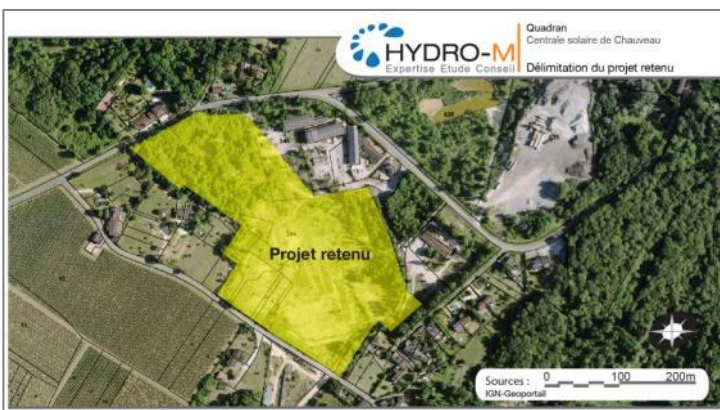 HYDRO-M
Expertise Etude Conseil
Quadran
Centrale solaire de Chauveau
Délimitation du projet retenu
Projet retenu
Sources :
IGN-Geoportail
0 100 200m